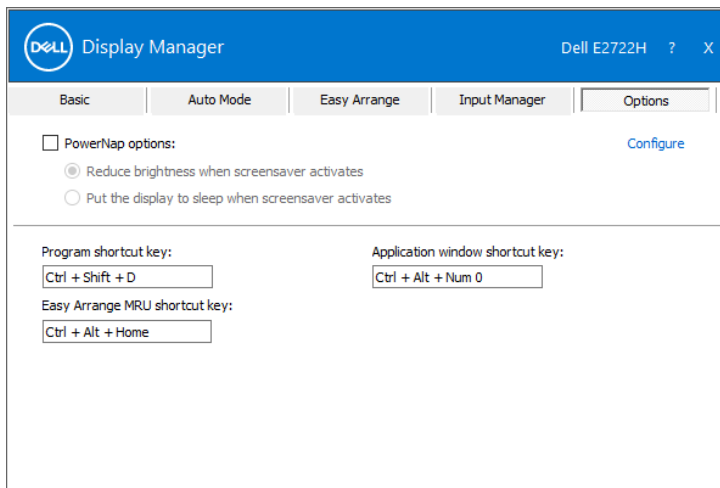 DELL Display Manager Dell E2722H ? X
Basic Auto Mode Easy Arrange Input Manager Options
PowerNap options: Configure
Reduce brightness when screensaver activates
Put the display to sleep when screensaver activates
Program shortcut key: Application window shortcut key:
Ctrl + Shift + D Ctrl + Alt + Num 0
Easy Arrange MRU shortcut key:
Ctrl + Alt + Home